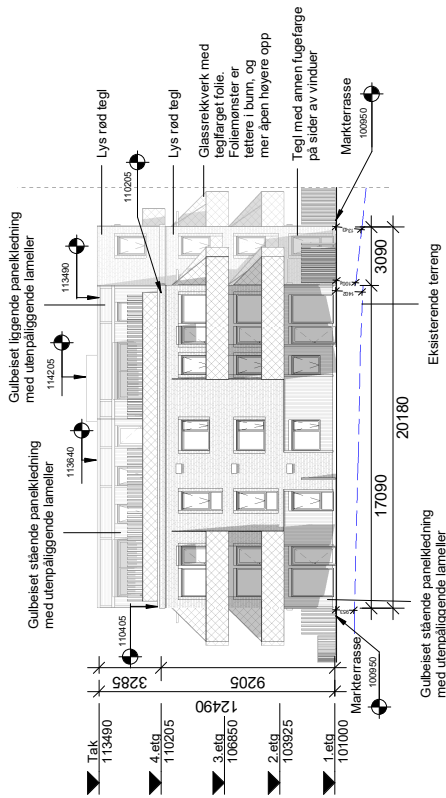 Gulbeiset stående panelkledning
med utenpåliggende lameller
Gulbeiset liggende panelkledning
med utenpåliggende lameller
113640
114205
113490
110405
110205
Lys rød tegl
Lys rød tegl
Glassrekkverk med
teglfarget folie.
Foliemønster er
tettere i bunn, og
mer åpen høyere opp
Tegl med annen fugefarge
på sider av vinduer
Markterrasse
100950
Tak
113490
4.etg
110205
3.etg
106850
2.etg
103925
1.etg
101000
3285
9205
12490
Markterrasse
100950
17090
3090
20180
Eksisterende terreng
Gulbeiset stående panelkledning
med utenpåliggende lameller